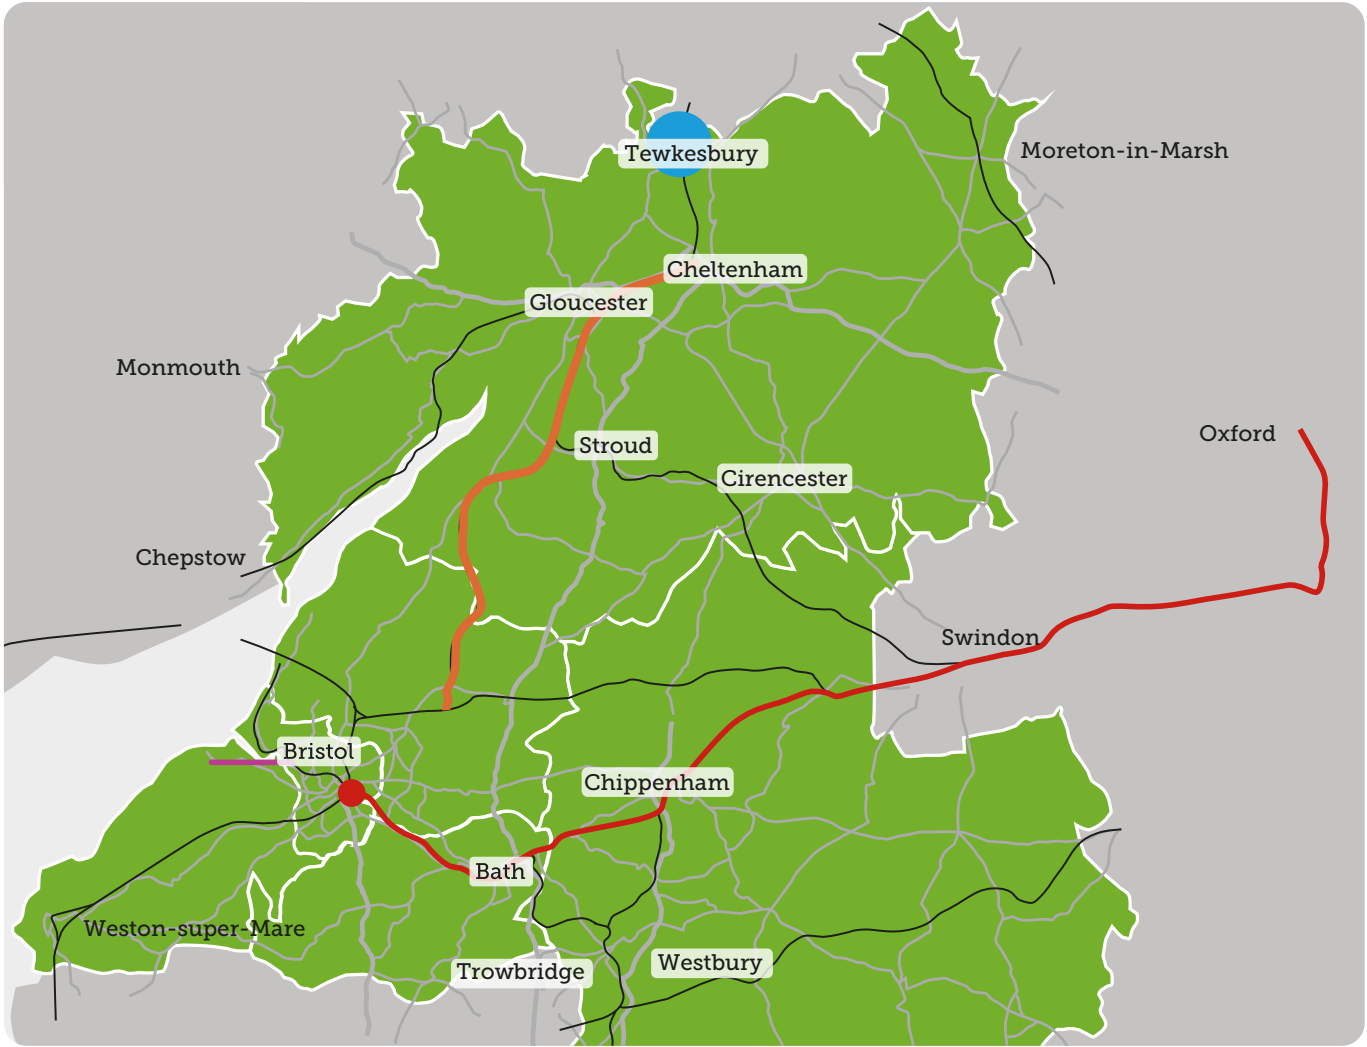 Tewkesbury
Moreton-in-Marsh
Cheltenham
Gloucester
Monmouth
Oxford
Stroud
Cirencester
Chepstow
Swindon
Bristol
Chippenham
Bath
Weston-super-Mare
Westbury
Trowbridge